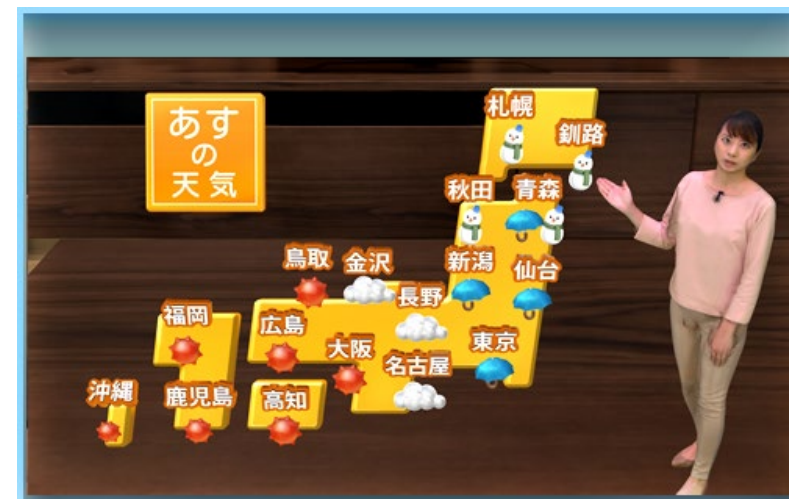 あす
の
天気
札幌
釧路
秋田 青森
新潟 仙台
鳥取 金沢
長野
福岡 広島
大阪 名古屋 東京
沖縄 鹿児島 高知